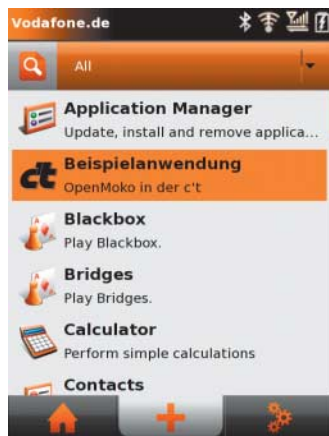 Vodafone.de
All
Application Manager
Update, install and remove applica...
c't
Beispielanwendung
OpenMoko in der c't
Blackbox
Play Blackbox.
Bridges
Play Bridges.
Calculator
Perform simple calculations
Contacts